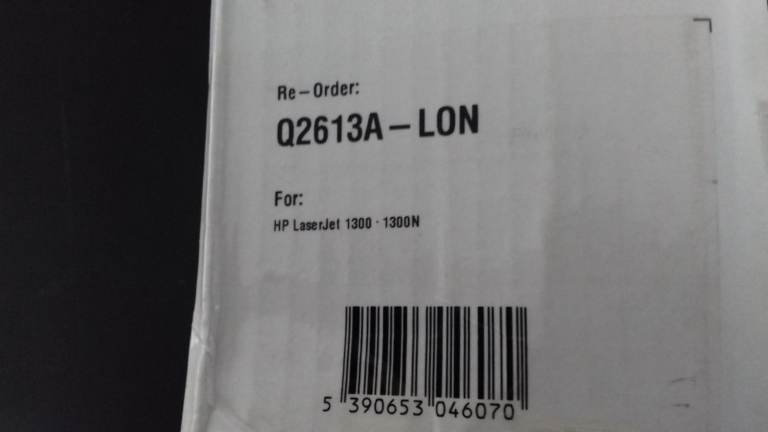 Re-Order:
Q2613A-LON
For:
HP LaserJet 1300 · 1300N
5 390653 046070